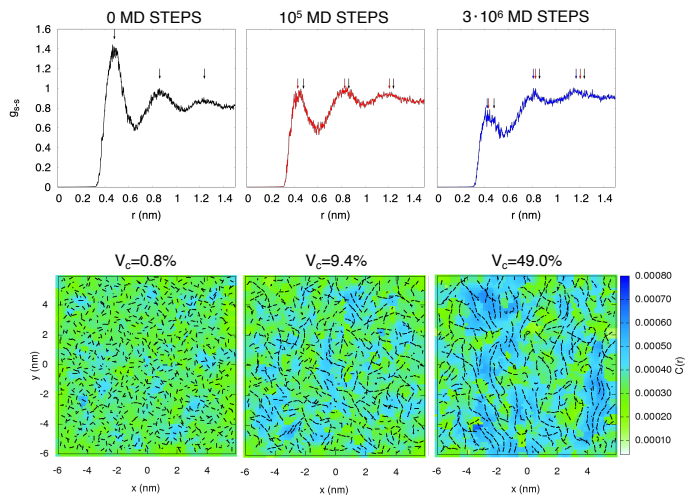 0 MD STEPS
10⁵ MD STEPS
3·10⁶ MD STEPS
1.6
1.4
1.2
1
0.8
0.6
0.4
0.2
0
g_s-s
0 0.2 0.4 0.6 0.8 1 1.2 1.4
0 0.2 0.4 0.6 0.8 1 1.2 1.4
0 0.2 0.4 0.6 0.8 1 1.2 1.4
r (nm)
r (nm)
r (nm)
V_c=0.8%
V_c=9.4%
V_c=49.0%
4
2
0
-2
-4
-6
y (nm)
-6 -4 -2 0 2 4
-6 -4 -2 0 2 4
-6 -4 -2 0 2 4
x (nm)
x (nm)
x (nm)
0.00080
0.00070
0.00060
0.00050
0.00040
0.00030
0.00020
0.00010
C(r)